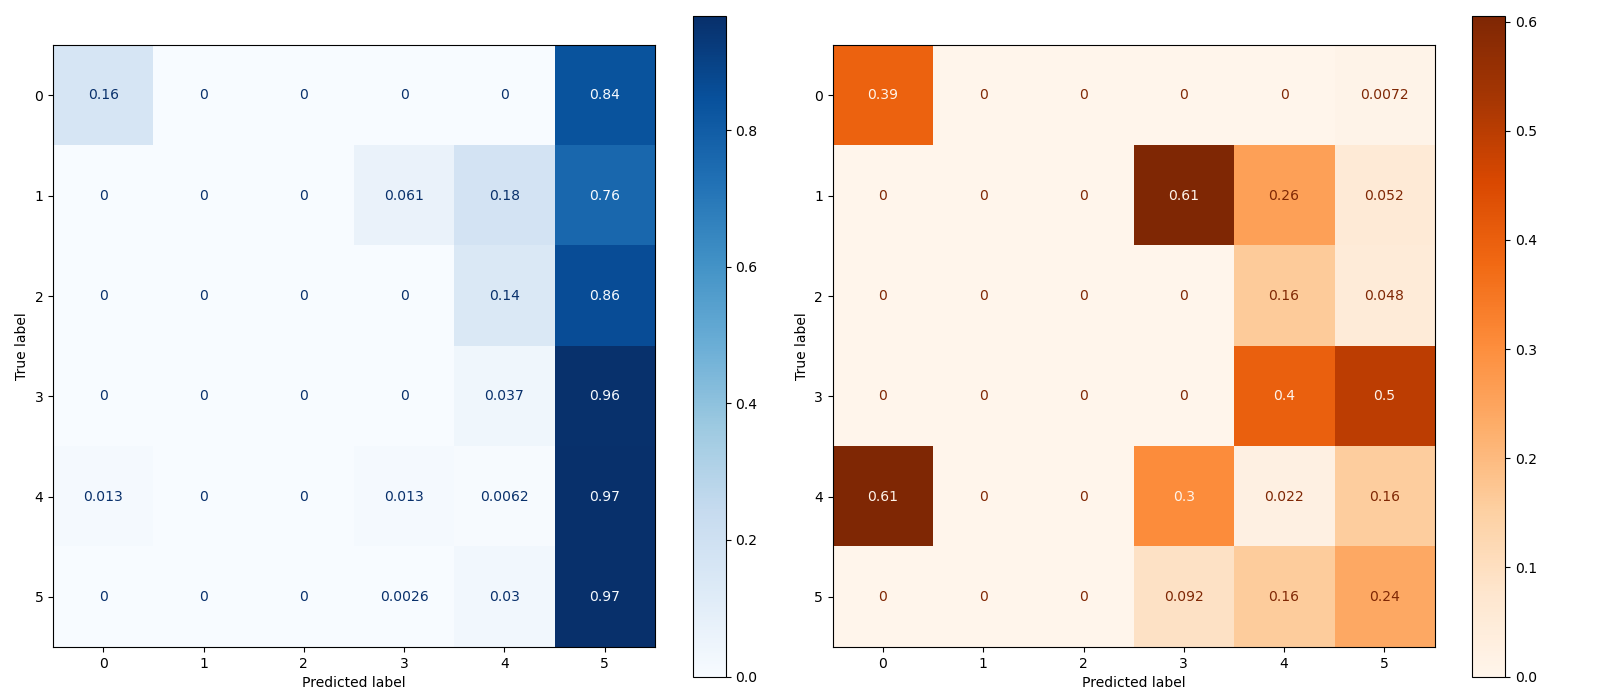 0 0.16 0 0 0 0 0.84
1 0 0 0 0.061 0.18 0.76
2 0 0 0 0 0.14 0.86
3 0 0 0 0 0.037 0.96
4 0.013 0 0 0.013 0.0062 0.97
5 0 0 0 0.0026 0.03 0.97
0 1 2 3 4 5
True label
Predicted label
0.8
0.6
0.4
0.2
0.0
0 0.39 0 0 0 0 0.0072
1 0 0 0 0.61 0.26 0.052
2 0 0 0 0 0.16 0.048
3 0 0 0 0 0.4 0.5
4 0.61 0 0 0.3 0.022 0.16
5 0 0 0 0.092 0.16 0.24
0 1 2 3 4 5
True label
Predicted label
0.6
0.5
0.4
0.3
0.2
0.1
0.0